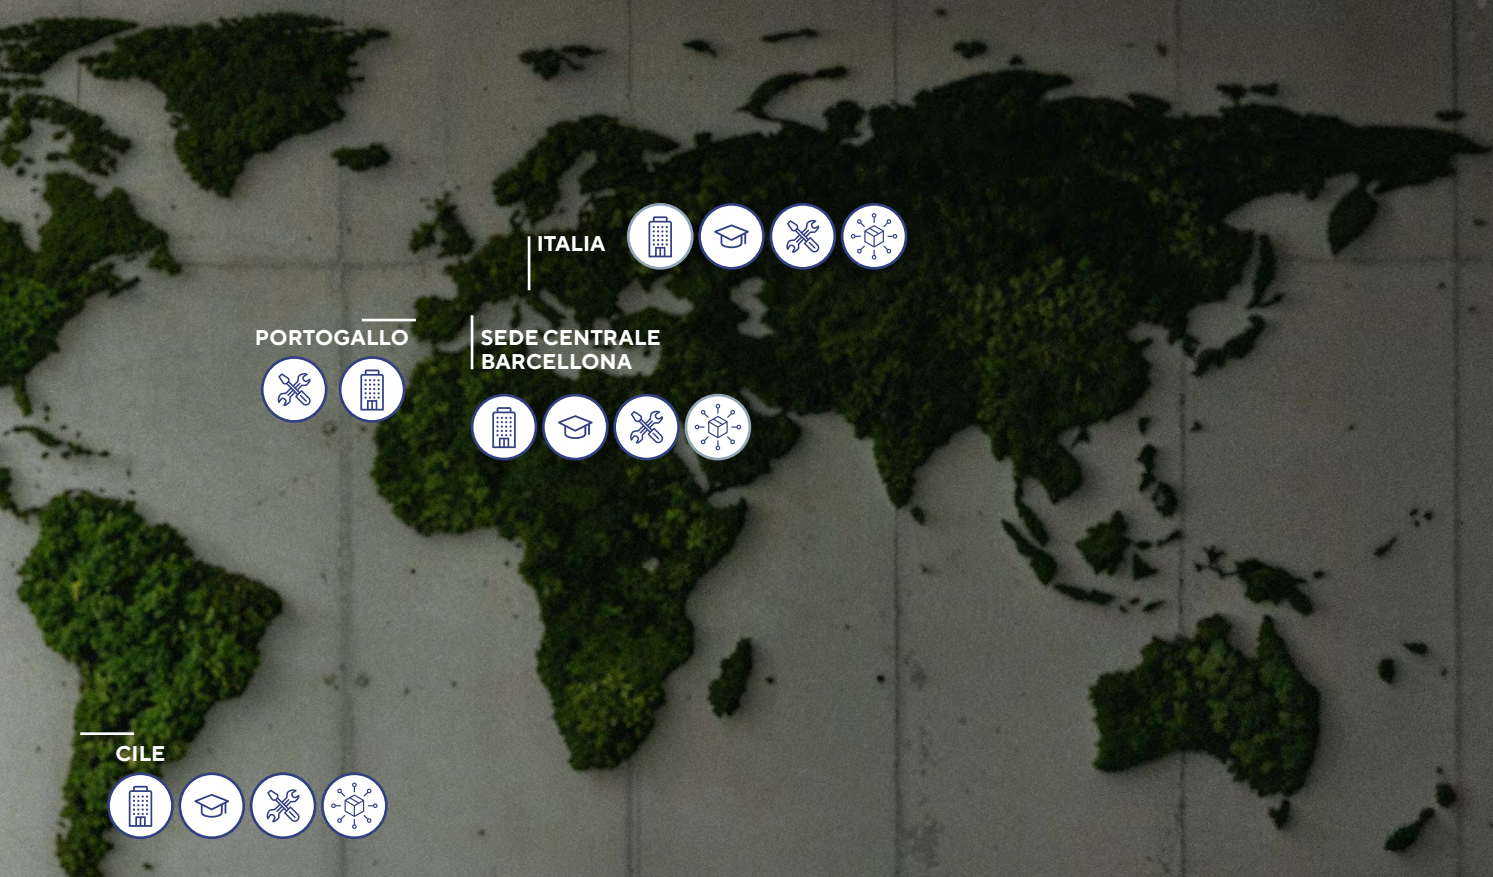 ITALIA
PORTOGALLO
SEDE CENTRALE
BARCELLONA
CILE